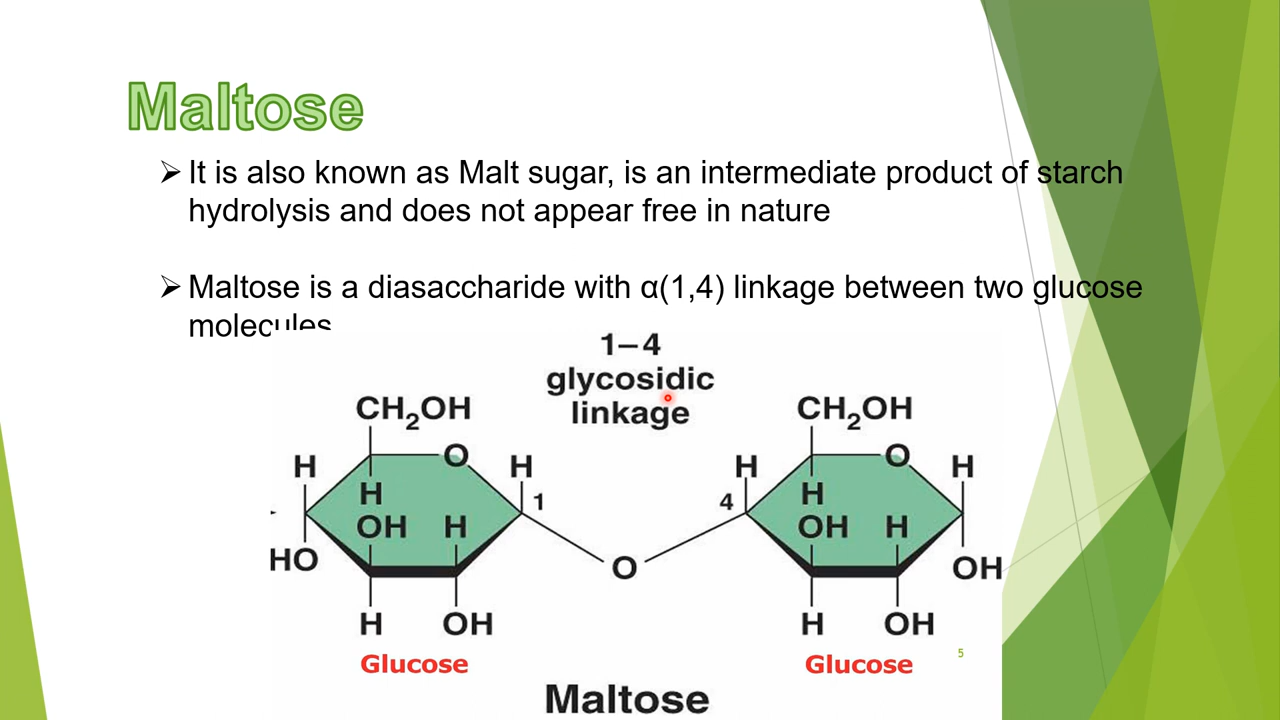 Maltose
➢ It is also known as Malt sugar, is an intermediate product of starch
hydrolysis and does not appear free in nature
➢ Maltose is a diasaccharide with α(1,4) linkage between two glucose
molecules
1–4
glycosidic
linkage
CH₂OH CH₂OH
H O H H O H
H 1 4 H
OH H OH H
HO O OH
H OH H OH
Glucose Glucose
5
Maltose